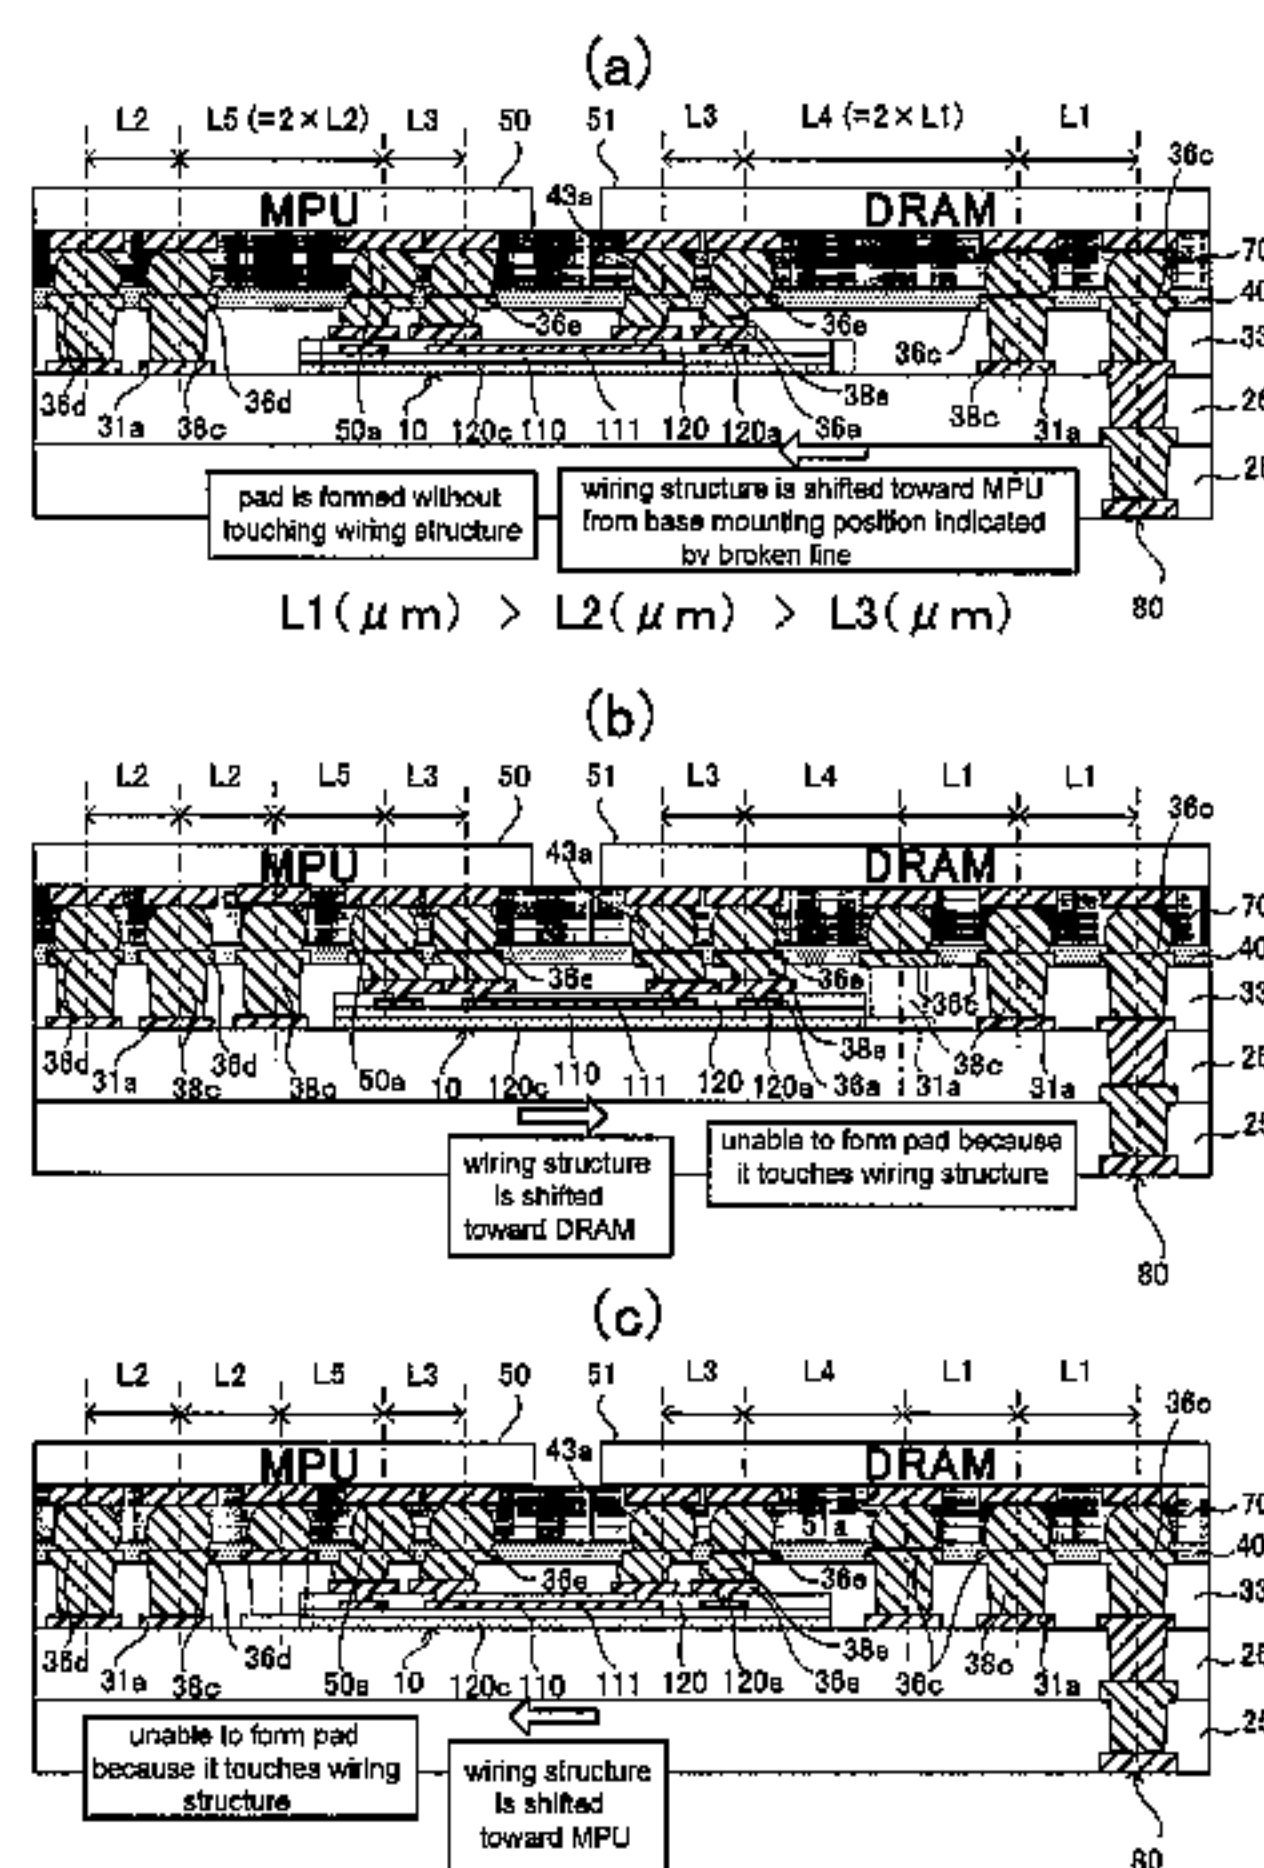 (a)
L2 L5 (=2×L2) L3 50 51 L3 L4 (=2×L1) L1
36c
MPU 43a DRAM
70
40
36e 36e
36c
33
36d 31a 38c 36d 50a 10 120c 110 111 120 120a 36a 38e 38c 31a
26
pad is formed without
touching wiring structure
wiring structure is shifted toward MPU
from base mounting position indicated
by broken line
80
L1(μm) > L2(μm) > L3(μm)
(b)
L2 L2 L5 L3 50 51 L3 L4 L1 L1
36c
MPU 43a DRAM
70
40
36e 36e
36c
33
36d 31a 38c 36d 38c 50a 10 120c 110 111 120 120a 36a 38e 31a 38c 31a
26
25
wiring structure
is shifted
toward DRAM
unable to form pad because
it touches wiring structure
80
(c)
L2 L2 L5 L3 50 51 L3 L4 L1 L1
36c
MPU 43a DRAM
51a
70
40
36e 36e
33
36d 31a 38c 36d 50a 10 120c 110 111 120 120a 36a 38e 36c 38c 31a
26
25
unable to form pad
because it touches wiring
structure
wiring structure
is shifted
toward MPU
80